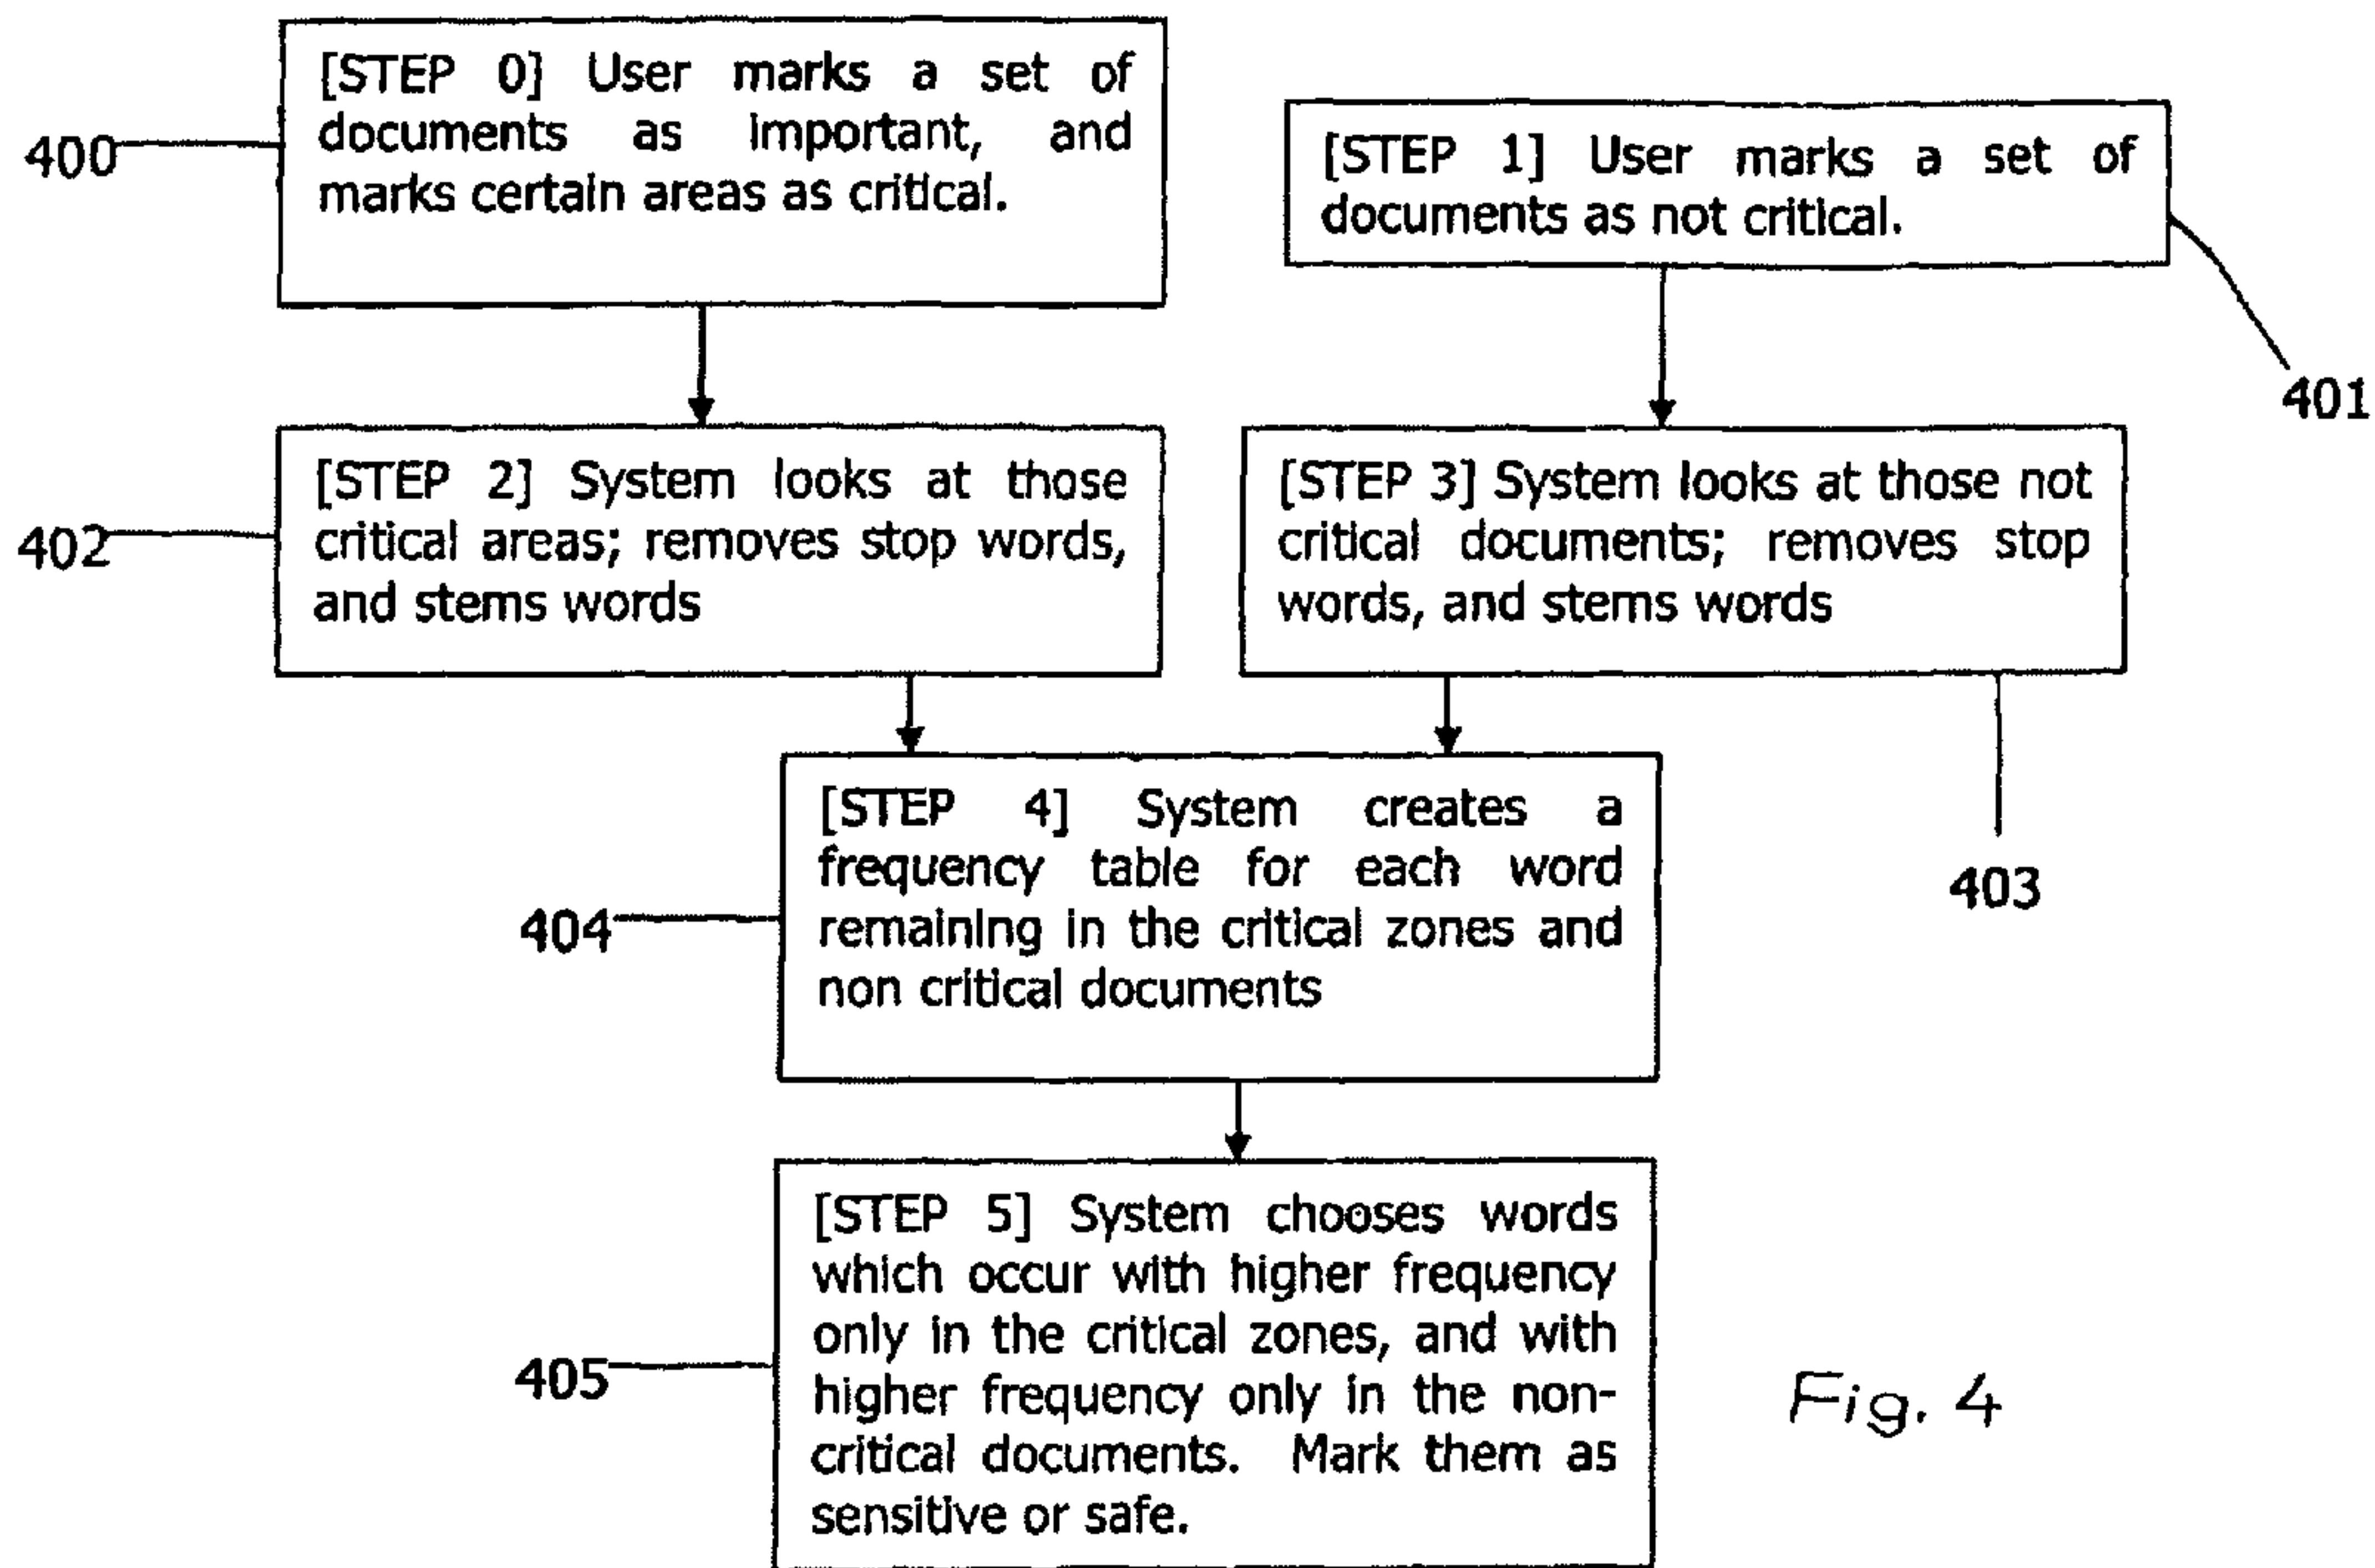 [STEP 0] User marks a set of
documents as important, and
marks certain areas as critical.
400
[STEP 1] User marks a set of
documents as not critical.
401
[STEP 2] System looks at those
critical areas; removes stop words,
and stems words
402
[STEP 3] System looks at those not
critical documents; removes stop
words, and stems words
403
[STEP 4] System creates a
frequency table for each word
remaining in the critical zones and
non critical documents
404
[STEP 5] System chooses words
which occur with higher frequency
only in the critical zones, and with
higher frequency only in the non-
critical documents. Mark them as
sensitive or safe.
405
Fig. 4